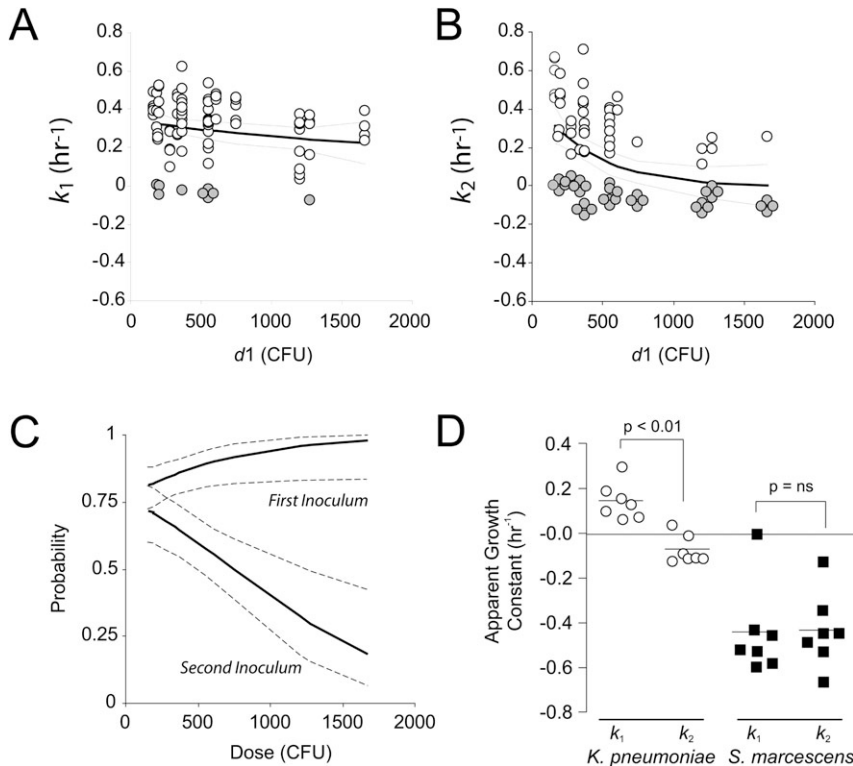 A
k1 (hr-1)
0.8
0.6
0.4
0.2
0
-0.2
-0.4
-0.6
0
500
1000
1500
2000
d1 (CFU)
B
k2 (hr-1)
0.8
0.6
0.4
0.2
0
-0.2
-0.4
-0.6
0
500
1000
1500
2000
d1 (CFU)
C
Probability
1
0.75
0.5
0.25
0
First Inoculum
Second Inoculum
0
500
1000
1500
2000
Dose (CFU)
D
Apparent Growth
Constant (hr-1)
p < 0.01
p = ns
0.4
0.2
-0.0
-0.2
-0.4
-0.6
-0.8
k1 k2 k1 k2
K. pneumoniae S. marcescens